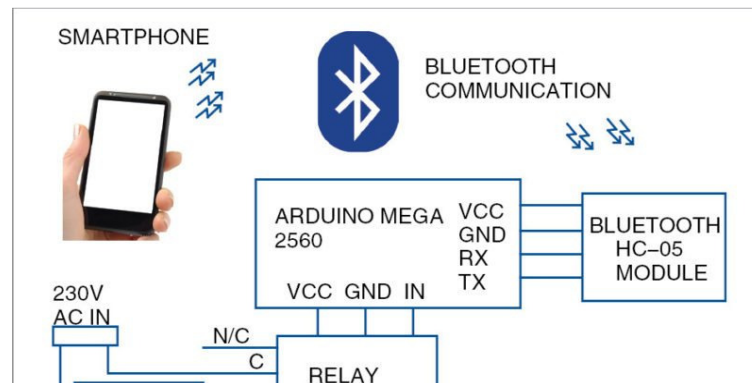 SMARTPHONE
BLUETOOTH
COMMUNICATION
ARDUINO MEGA
2560
VCC
GND
RX
TX
BLUETOOTH
HC–05
MODULE
VCC GND IN
230V
AC IN
N/C
C
RELAY